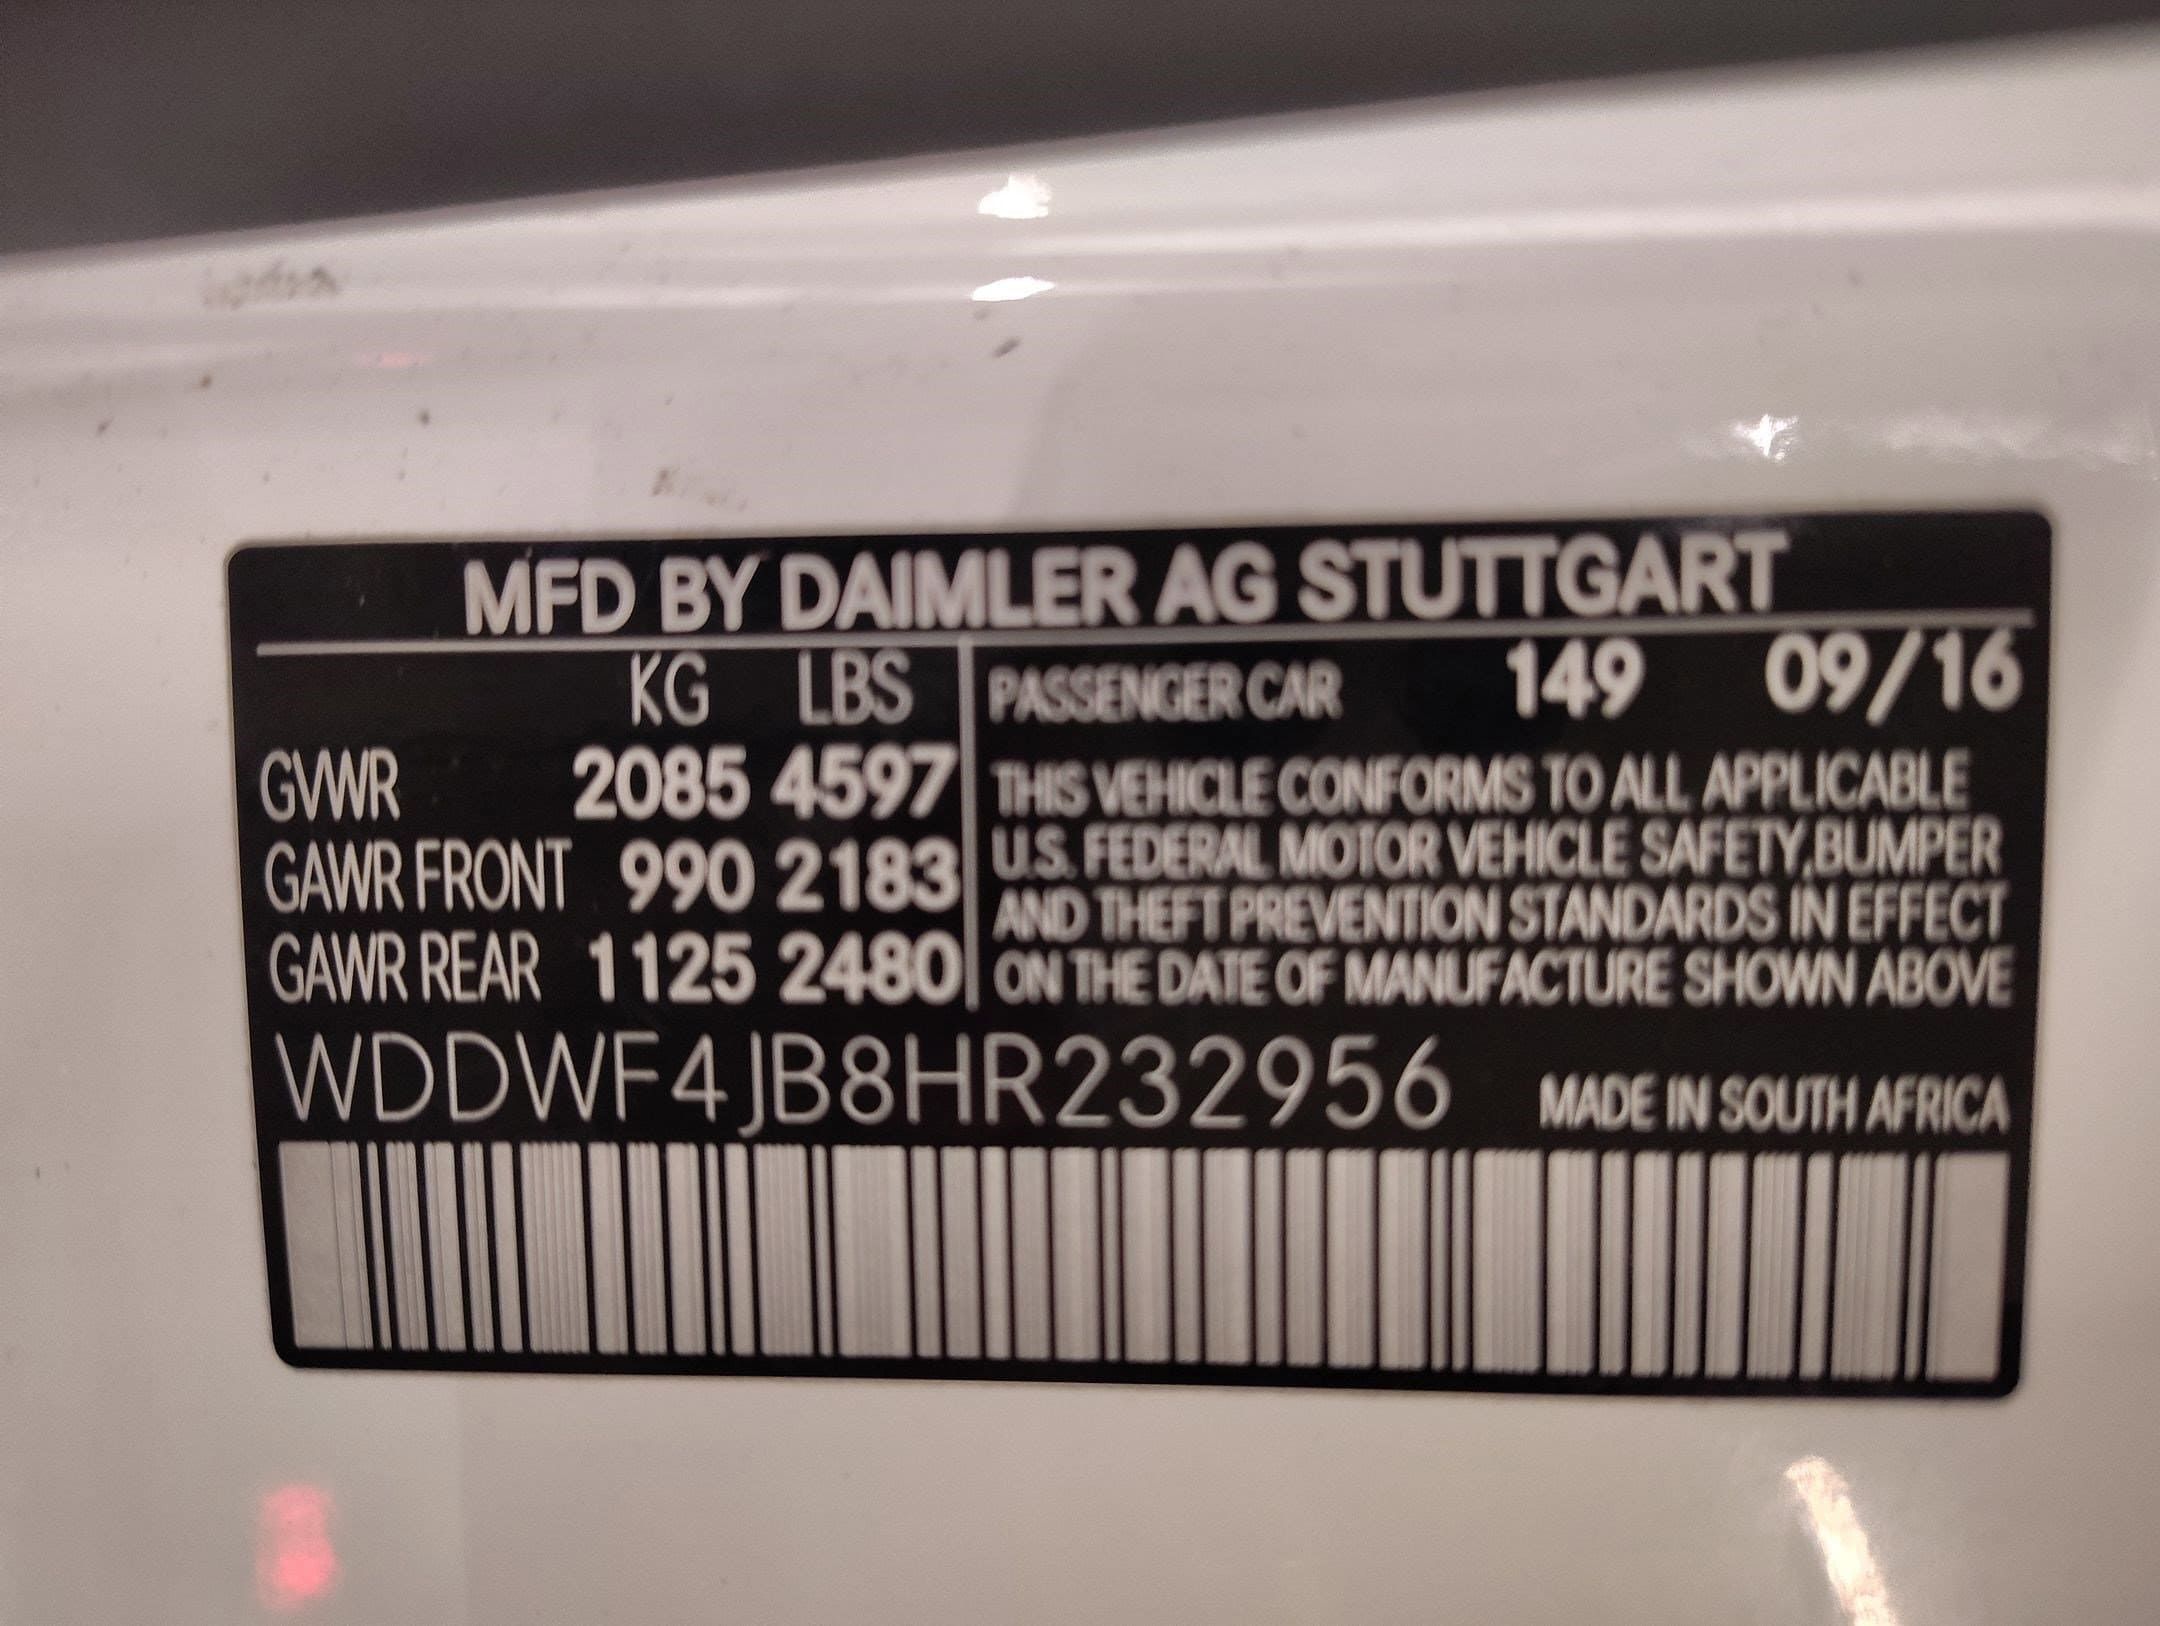 MFD BY DAIMLER AG STUTTGART
KG LBS
GVWR 2085 4597
GAWR FRONT 990 2183
GAWR REAR 1125 2480
PASSENGER CAR 149 09/16
THIS VEHICLE CONFORMS TO ALL APPLICABLE
U.S. FEDERAL MOTOR VEHICLE SAFETY,BUMPER
AND THEFT PREVENTION STANDARDS IN EFFECT
ON THE DATE OF MANUFACTURE SHOWN ABOVE
WDDWF4JB8HR232956 MADE IN SOUTH AFRICA